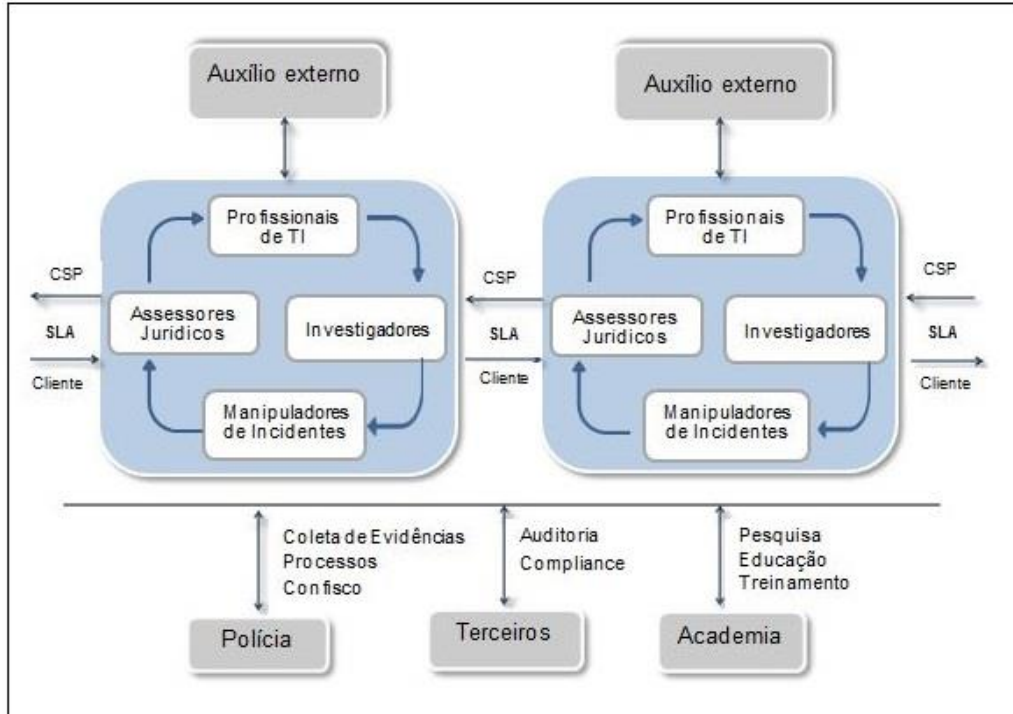 Auxílio externo
Auxílio externo
Profissionais
de TI
Investigadores
Manipuladores
de Incidentes
Assessores
Jurídicos
CSP
SLA
Cliente
CSP
SLA
Cliente
Profissionais
de TI
Investigadores
Manipuladores
de Incidentes
Assessores
Jurídicos
CSP
SLA
Cliente
Coleta de Evidências
Processos
Confisco
Auditoria
Compliance
Pesquisa
Educação
Treinamento
Polícia
Terceiros
Academia